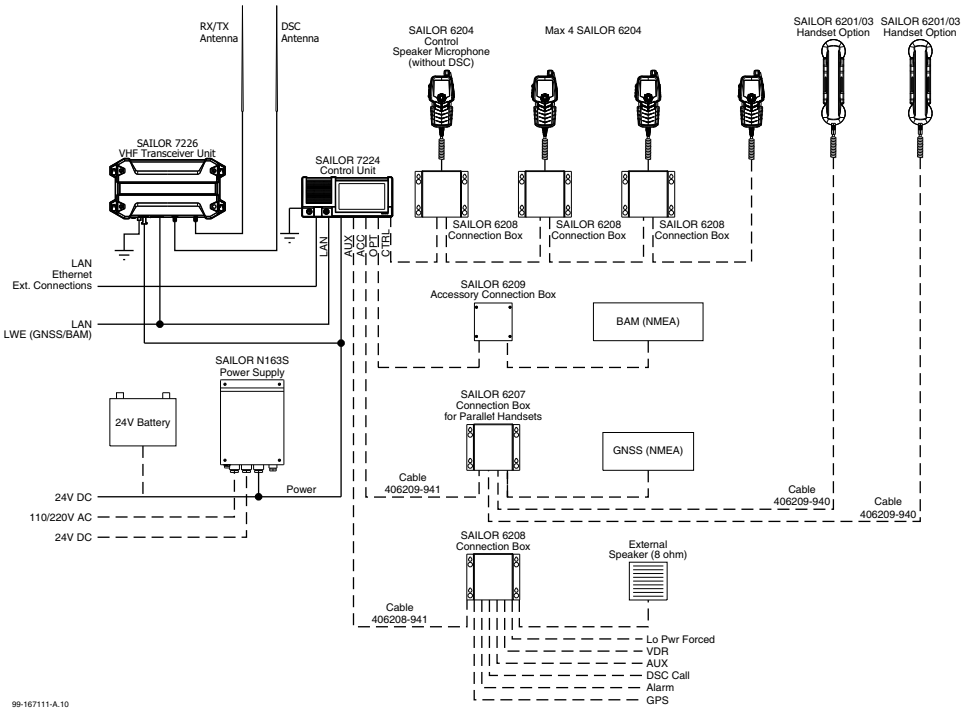 RX/TX
Antenna
DSC
Antenna
SAILOR 6204
Control
Speaker Microphone
(without DSC)
Max 4 SAILOR 6204
SAILOR 6201/03
Handset Option
SAILOR 6201/03
Handset Option
SAILOR 7226
VHF Transceiver Unit
SAILOR 7224
Control Unit
SAILOR 6208
Connection Box
SAILOR 6208
Connection Box
SAILOR 6208
Connection Box
LAN
AUX
ACC
OPT
CTRL
LAN
Ethernet
Ext. Connections
LAN
LWE (GNSS/BAM)
SAILOR 6209
Accessory Connection Box
BAM (NMEA)
SAILOR N163S
Power Supply
24V Battery
SAILOR 6207
Connection Box
for Parallel Handsets
GNSS (NMEA)
Cable
406209-941
Cable
406209-940
Cable
406209-940
Power
24V DC
110/220V AC
24V DC
SAILOR 6208
Connection Box
External
Speaker (8 ohm)
Cable
406208-941
Lo Pwr Forced
VDR
AUX
DSC Call
Alarm
GPS
99-167111-A.10